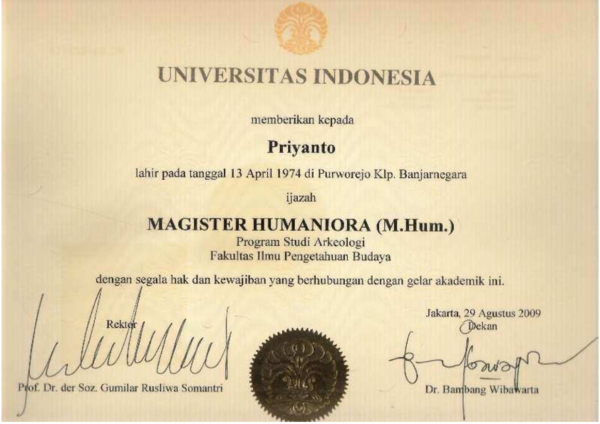 UNIVERSITAS INDONESIA
memberikan kepada
Priyanto
lahir pada tanggal 13 April 1974 di Purworejo Klp. Banjarnegara
ijazah
MAGISTER HUMANIORA (M.Hum.)
Program Studi Arkeologi
Fakultas Ilmu Pengetahuan Budaya
dengan segala hak dan kewajiban yang berhubungan dengan gelar akademik ini.
Jakarta, 29 Agustus 2009
Rektor
Dekan
Prof. Dr. der Soz. Gumilar Rusliwa Somantri
Dr. Bambang Wibawarta